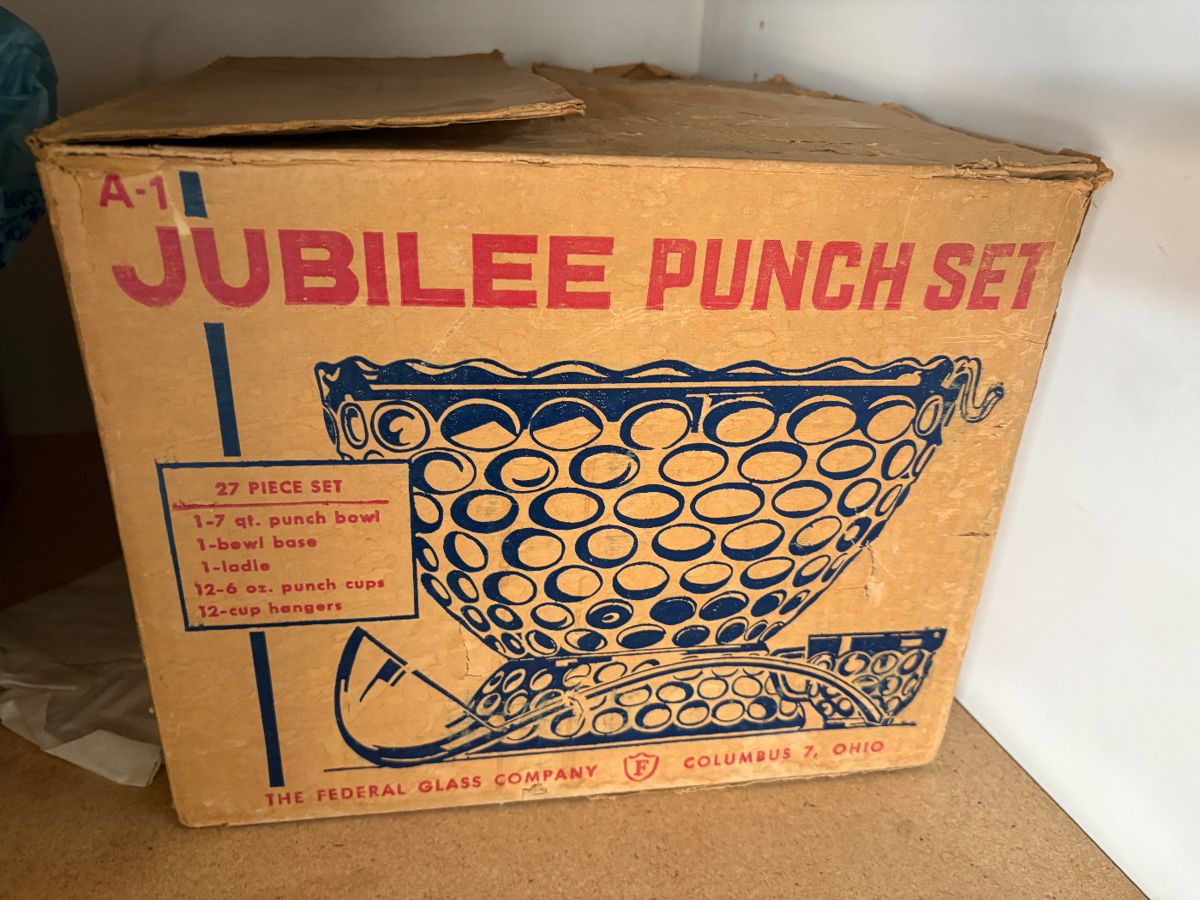 A-1
JUBILEE PUNCH SET
27 PIECE SET
1-7 qt. punch bowl
1-bowl base
1-ladle
12-6 oz. punch cups
12-cup hangers
THE FEDERAL GLASS COMPANY F COLUMBUS 7, OHIO